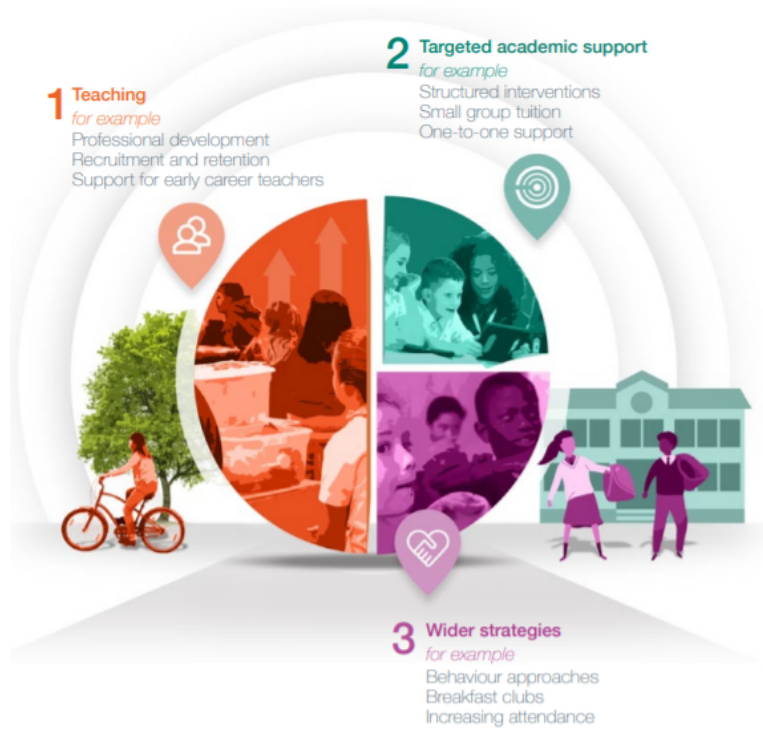 1 Teaching
for example
Professional development
Recruitment and retention
Support for early career teachers
2 Targeted academic support
for example
Structured interventions
Small group tuition
One-to-one support
3 Wider strategies
for example
Behaviour approaches
Breakfast clubs
Increasing attendance